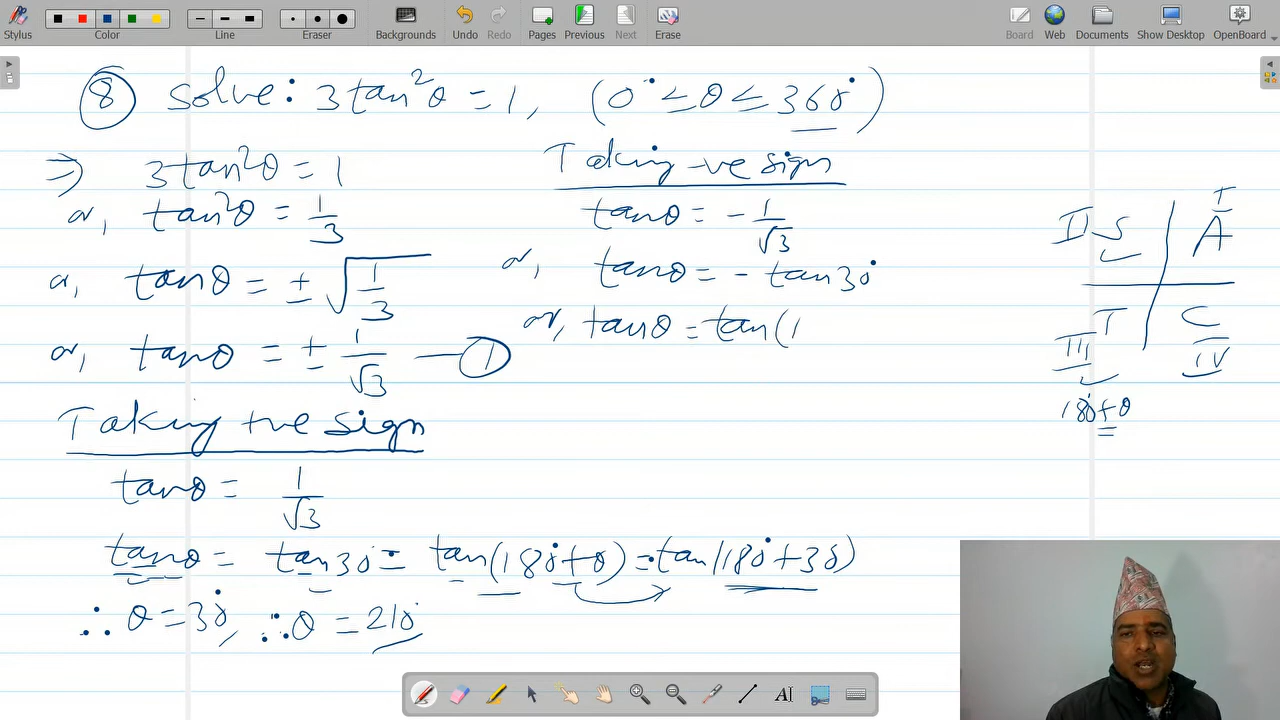 Stylus
Color
Line
Eraser
Backgrounds
Undo
Redo
Pages
Previous
Next
Erase
Board
Web
Documents
Show Desktop
OpenBoard
⑧ Solve: 3tan²θ = 1, (0° ≤ θ ≤ 360°)
⇒ 3tan²θ = 1
or, tan²θ = 1/3
or, tanθ = ± √(1/3)
or, tanθ = ± 1/√3 — ①
Taking +ve sign
tanθ = 1/√3
tanθ = tan30° = tan(180°+θ) = tan(180°+30°)
∴ θ = 30°, ∴ θ = 210°
Taking -ve sign
tanθ = - 1/√3
or, tanθ = - tan30°
or, tanθ = tan(1
II S
I
A
T
III
C
IV
180°+θ